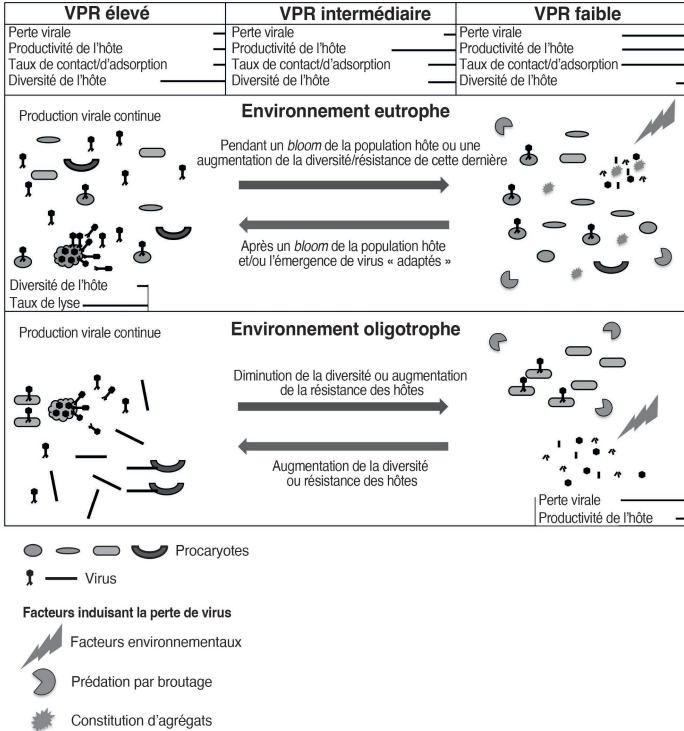 VPR élevé
Perte virale
Productivité de l'hôte
Taux de contact/d'adsorption
Diversité de l'hôte
VPR intermédiaire
Perte virale
Productivité de l'hôte
Taux de contact/d'adsorption
Diversité de l'hôte
VPR faible
Perte virale
Productivité de l'hôte
Taux de contact/d'adsorption
Diversité de l'hôte
Production virale continue
Environnement eutrophe
Pendant un bloom de la population hôte ou une
augmentation de la diversité/résistance de cette dernière
Après un bloom de la population hôte
et/ou l'émergence de virus « adaptés »
Diversité de l'hôte
Taux de lyse
Production virale continue
Environnement oligotrophe
Diminution de la diversité ou augmentation
de la résistance des hôtes
Augmentation de la diversité
ou résistance des hôtes
Perte virale
Productivité de l'hôte
Procaryotes
Virus
Facteurs induisant la perte de virus
Facteurs environnementaux
Prédation par broutage
Constitution d'agrégats